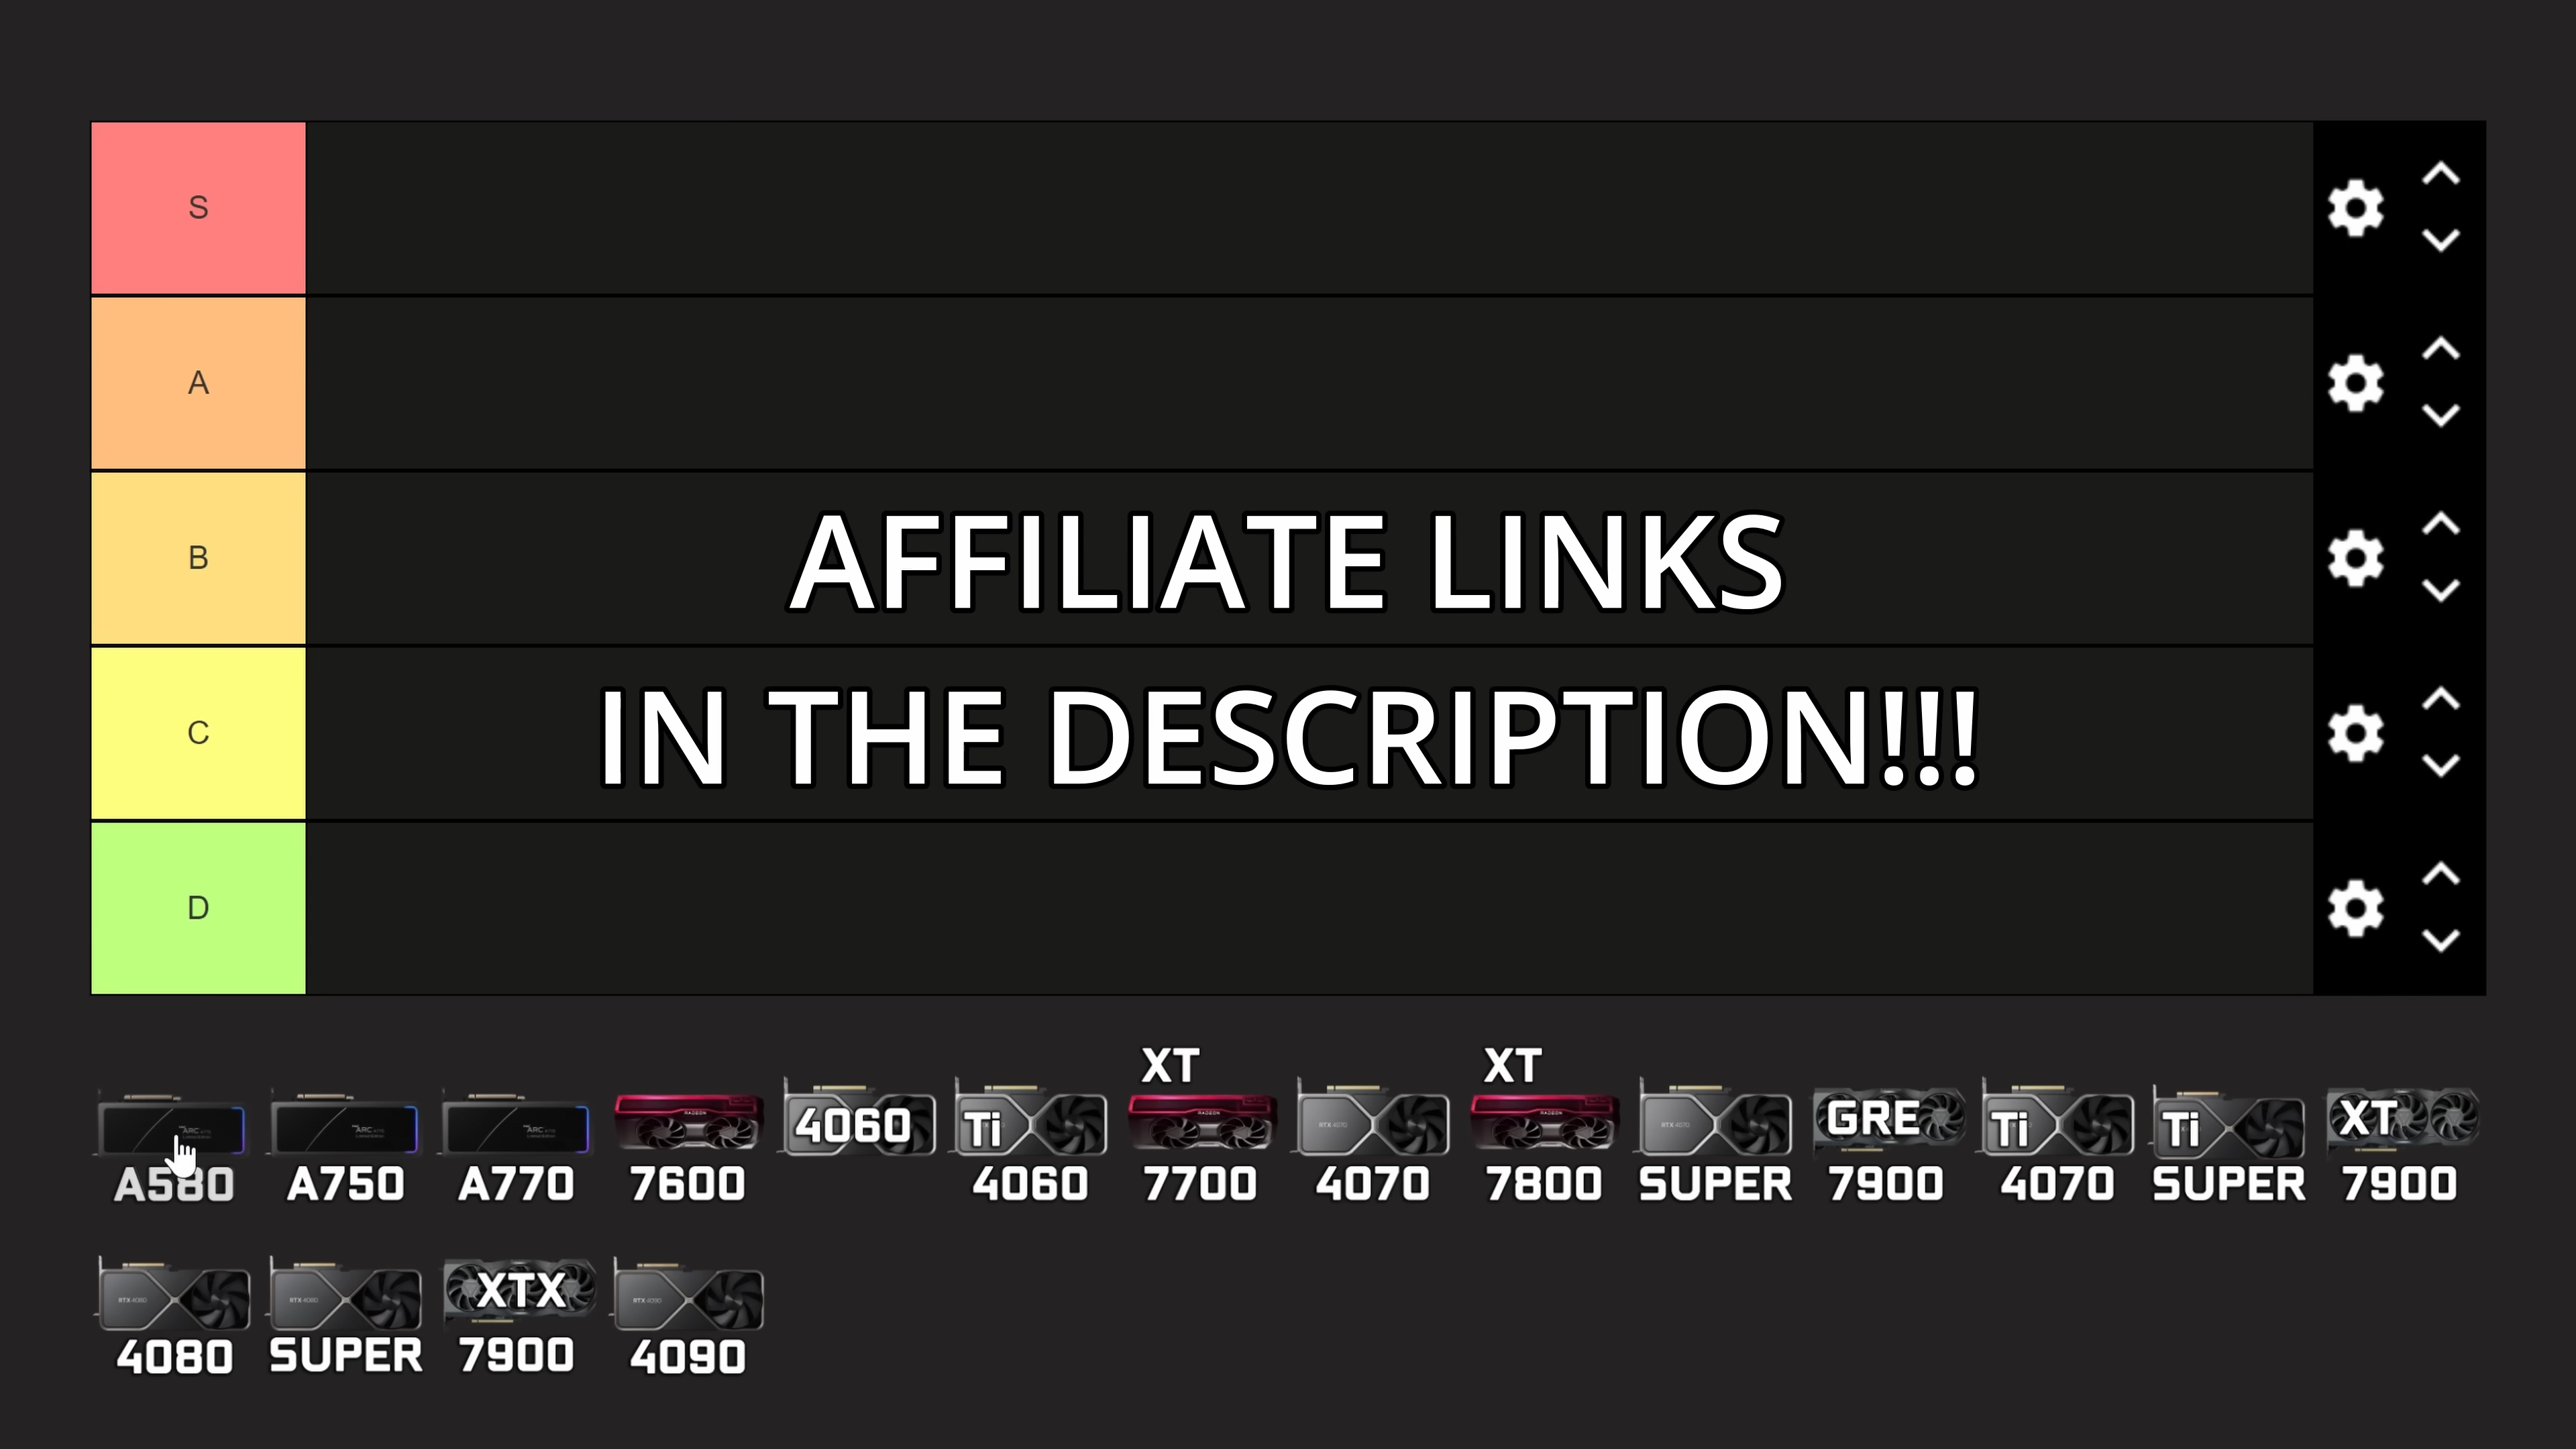 S
A
B
AFFILIATE LINKS
C
IN THE DESCRIPTION!!!
D
XT
XT
4060
Ti
GRE
Ti
Ti
XT
A580
A750
A770
7600
4060
7700
4070
7800
SUPER
7900
4070
SUPER
7900
XTX
4080
SUPER
7900
4090